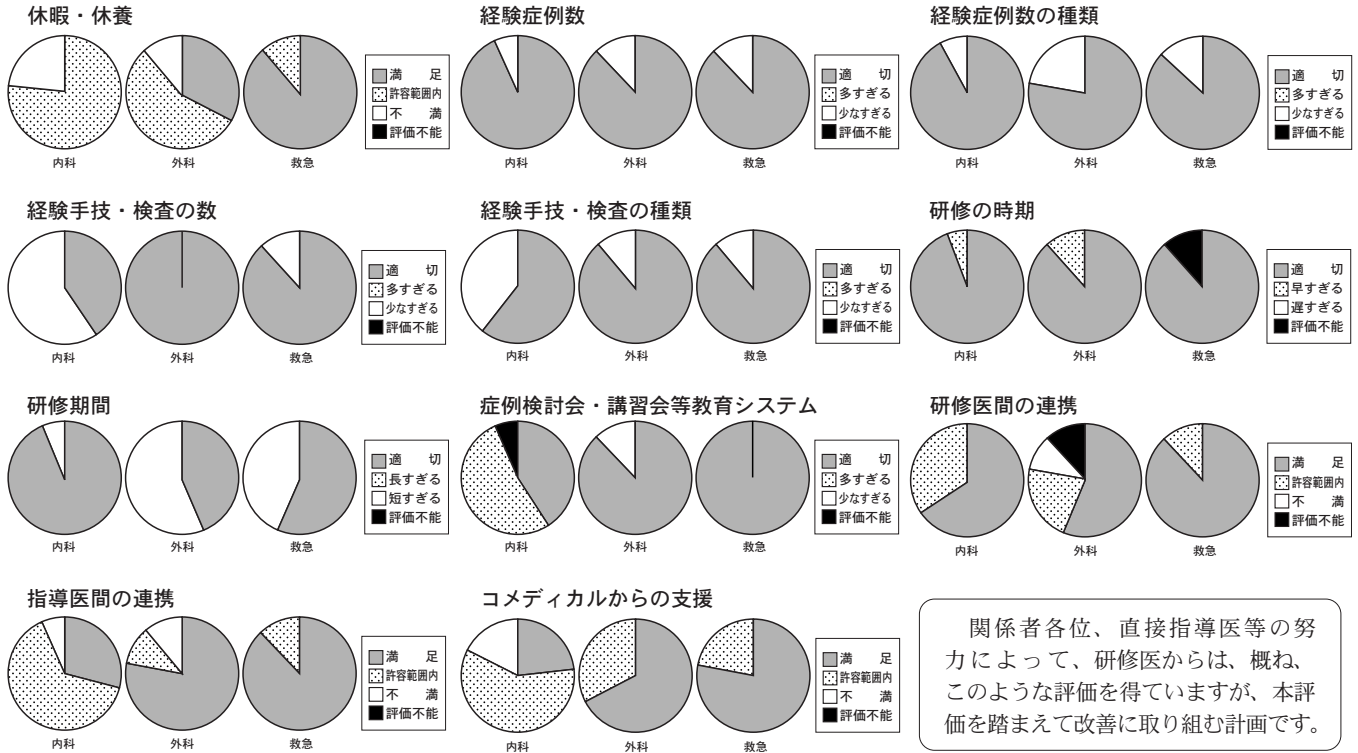 休暇・休養
内科
外科
救急
満　足
許容範囲内
不　満
評価不能
経験症例数
内科
外科
救急
適　切
多すぎる
少なすぎる
評価不能
経験症例数の種類
内科
外科
救急
適　切
多すぎる
少なすぎる
評価不能
経験手技・検査の数
内科
外科
救急
適　切
多すぎる
少なすぎる
評価不能
経験手技・検査の種類
内科
外科
救急
適　切
多すぎる
少なすぎる
評価不能
研修の時期
内科
外科
救急
適　切
早すぎる
遅すぎる
評価不能
研修期間
内科
外科
救急
適　切
長すぎる
短すぎる
評価不能
症例検討会・講習会等教育システム
内科
外科
救急
適　切
多すぎる
少なすぎる
評価不能
研修医間の連携
内科
外科
救急
満　足
許容範囲内
不　満
評価不能
指導医間の連携
内科
外科
救急
満　足
許容範囲内
不　満
評価不能
コメディカルからの支援
内科
外科
救急
満　足
許容範囲内
不　満
評価不能
関係者各位、直接指導医等の努
力によって、研修医からは、概ね、
このような評価を得ていますが、本評
価を踏まえて改善に取り組む計画です。